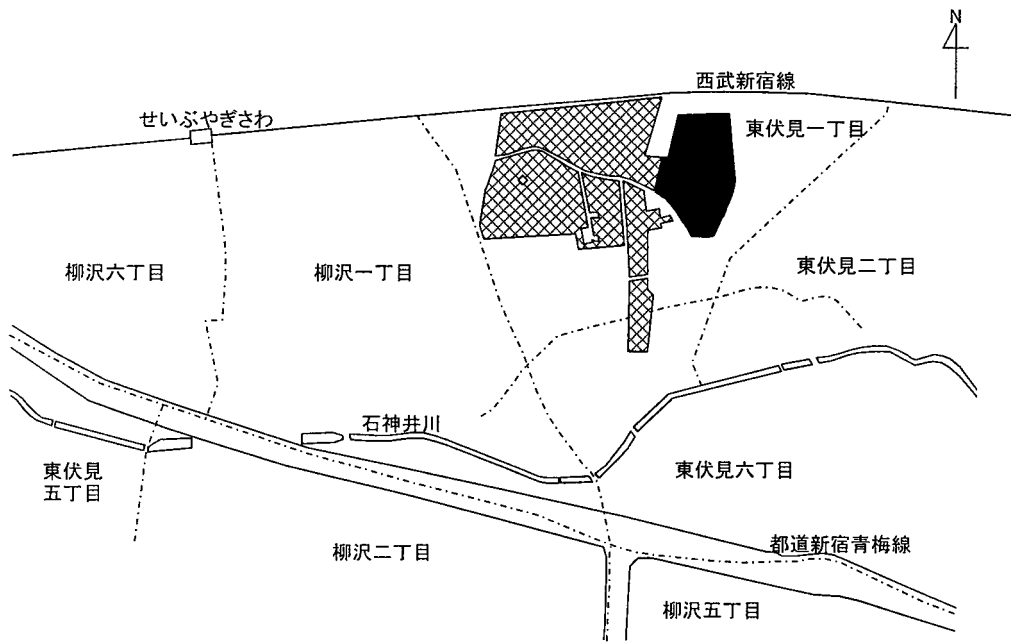 N
西武新宿線
せいぶやぎさわ
東伏見一丁目
柳沢六丁目
柳沢一丁目
東伏見二丁目
石神井川
東伏見
五丁目
東伏見六丁目
柳沢二丁目
都道新宿青梅線
柳沢五丁目